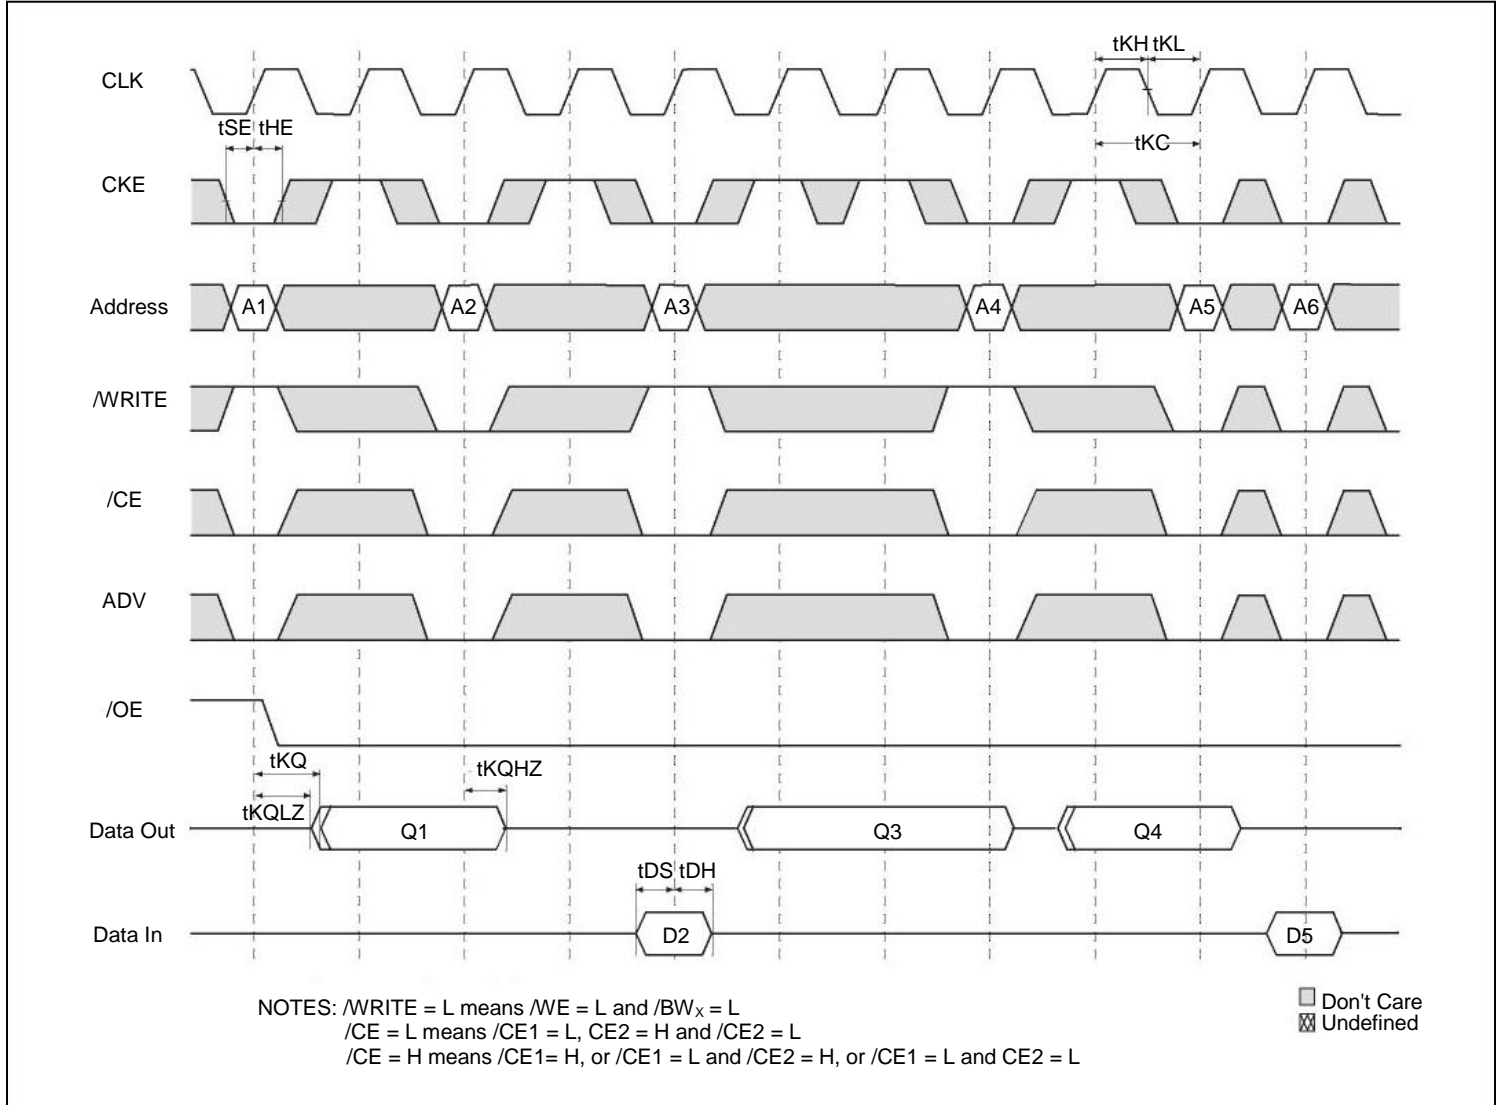 tKH tKL
CLK
tSE tHE
tKC
CKE
Address A1 A2 A3 A4 A5 A6
/WRITE
/CE
ADV
/OE
tKQ
tKQHZ
tKQLZ
Data Out Q1 Q3 Q4
tDS tDH
Data In D2 D5
NOTES: /WRITE = L means /WE = L and /BWX = L
/CE = L means /CE1 = L, CE2 = H and /CE2 = L
/CE = H means /CE1= H, or /CE1 = L and /CE2 = H, or /CE1 = L and CE2 = L
Don't Care
Undefined